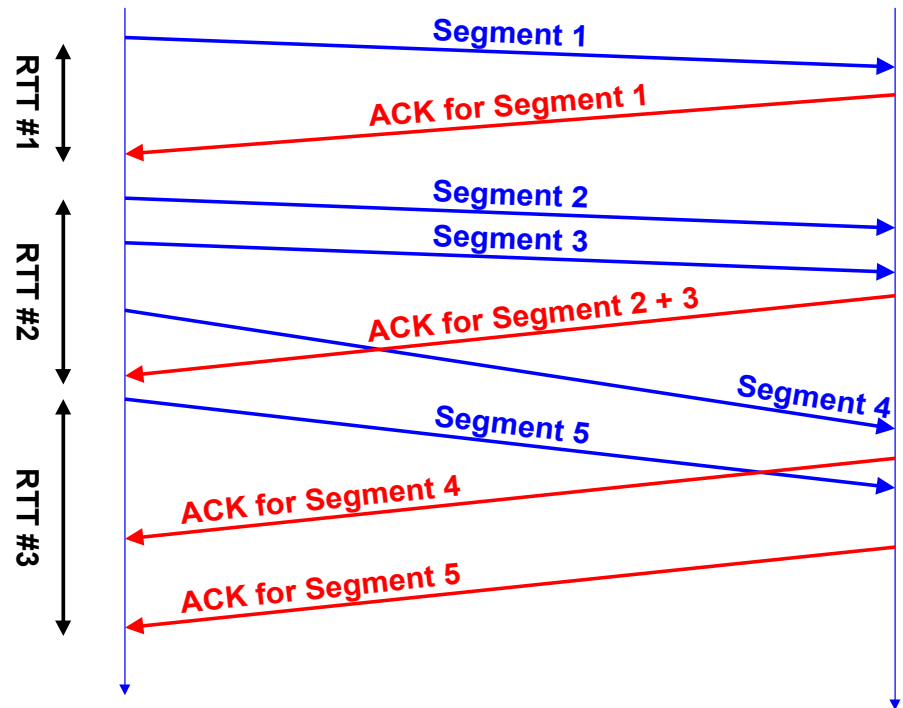 Segment 1
RTT #1
ACK for Segment 1
Segment 2
Segment 3
RTT #2
ACK for Segment 2 + 3
Segment 4
Segment 5
RTT #3
ACK for Segment 4
ACK for Segment 5